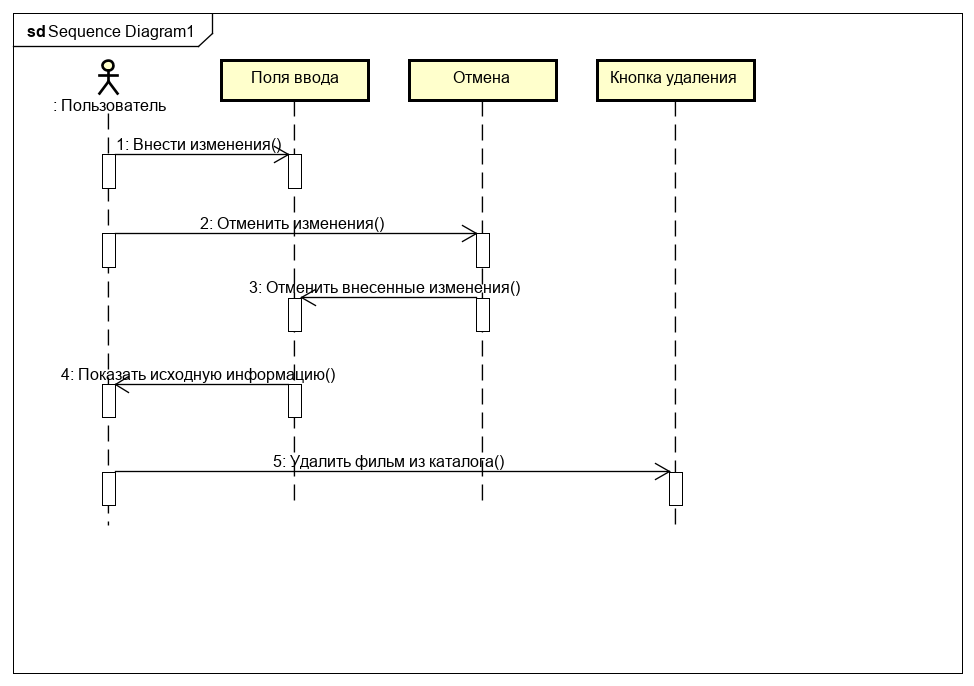 sd Sequence Diagram1
: Пользователь
Поля ввода
Отмена
Кнопка удаления
1: Внести изменения()
2: Отменить изменения()
3: Отменить внесенные изменения()
4: Показать исходную информацию()
5: Удалить фильм из каталога()